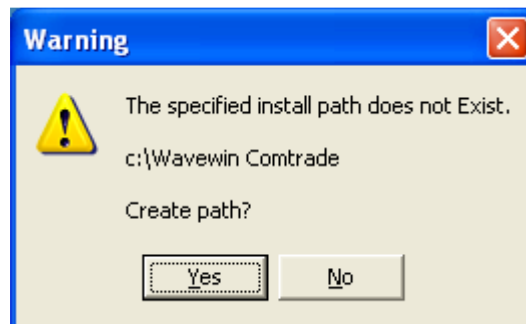 Warning
The specified install path does not Exist.
c:\Wavewin Comtrade
Create path?
Yes No